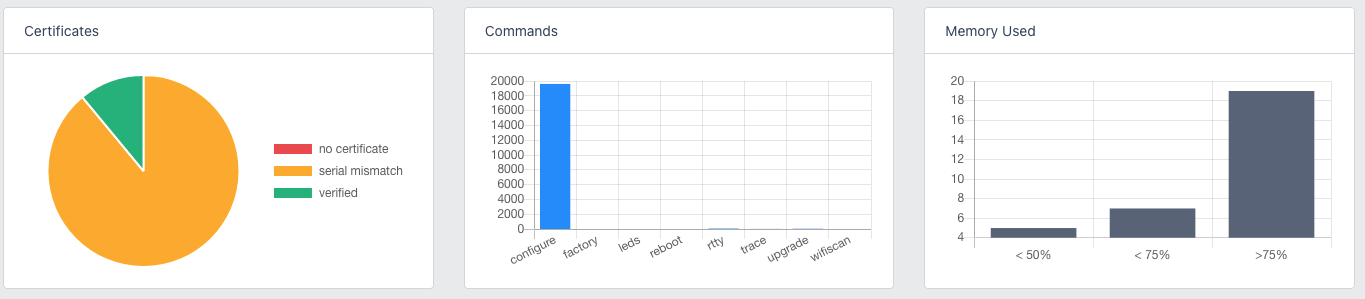 Certificates
no certificate
serial mismatch
verified
Commands
20000
18000
16000
14000
12000
10000
8000
6000
4000
2000
0
configure
factory
leds
reboot
rtty
trace
upgrade
wifiscan
Memory Used
20
18
16
14
12
10
8
6
4
< 50%
< 75%
>75%